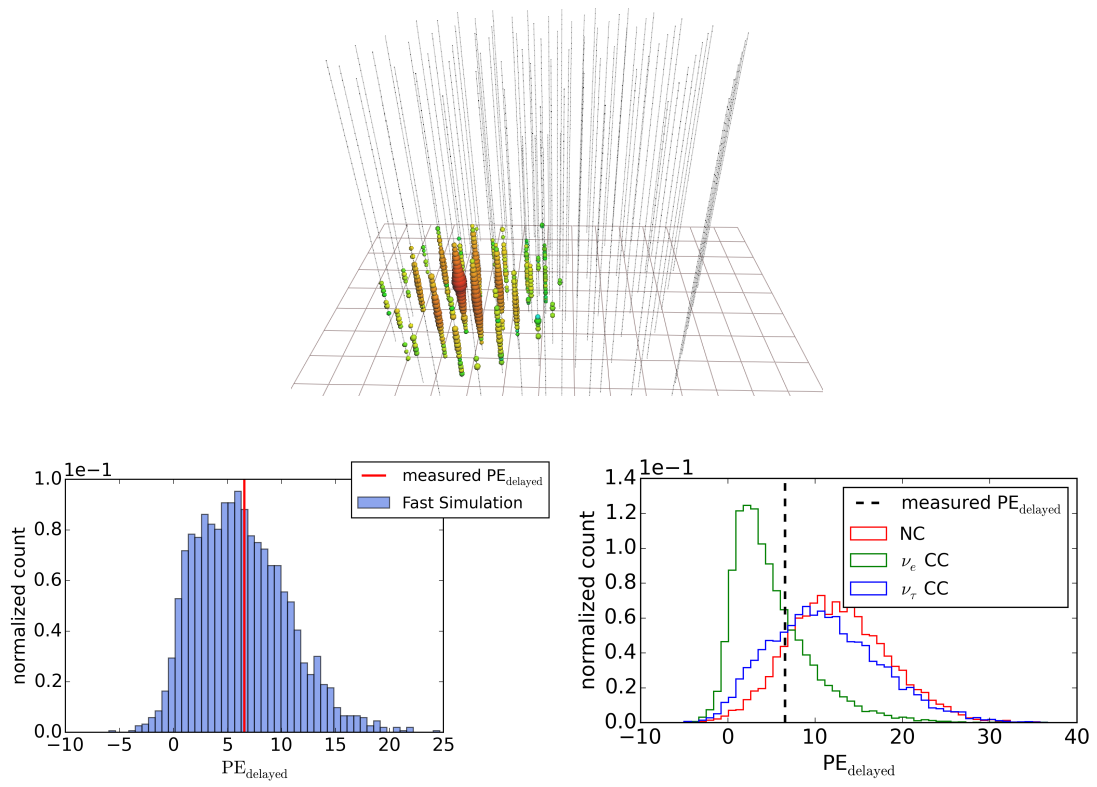 1e−1
measured PE_delayed
Fast Simulation
1.0
0.8
0.6
0.4
0.2
0.0
normalized count
−10 −5 0 5 10 15 20 25
PE_delayed
1e−1
measured PE_delayed
NC
ν_e CC
ν_τ CC
1.4
1.2
1.0
0.8
0.6
0.4
0.2
0.0
normalized count
−10 0 10 20 30 40
PE_delayed